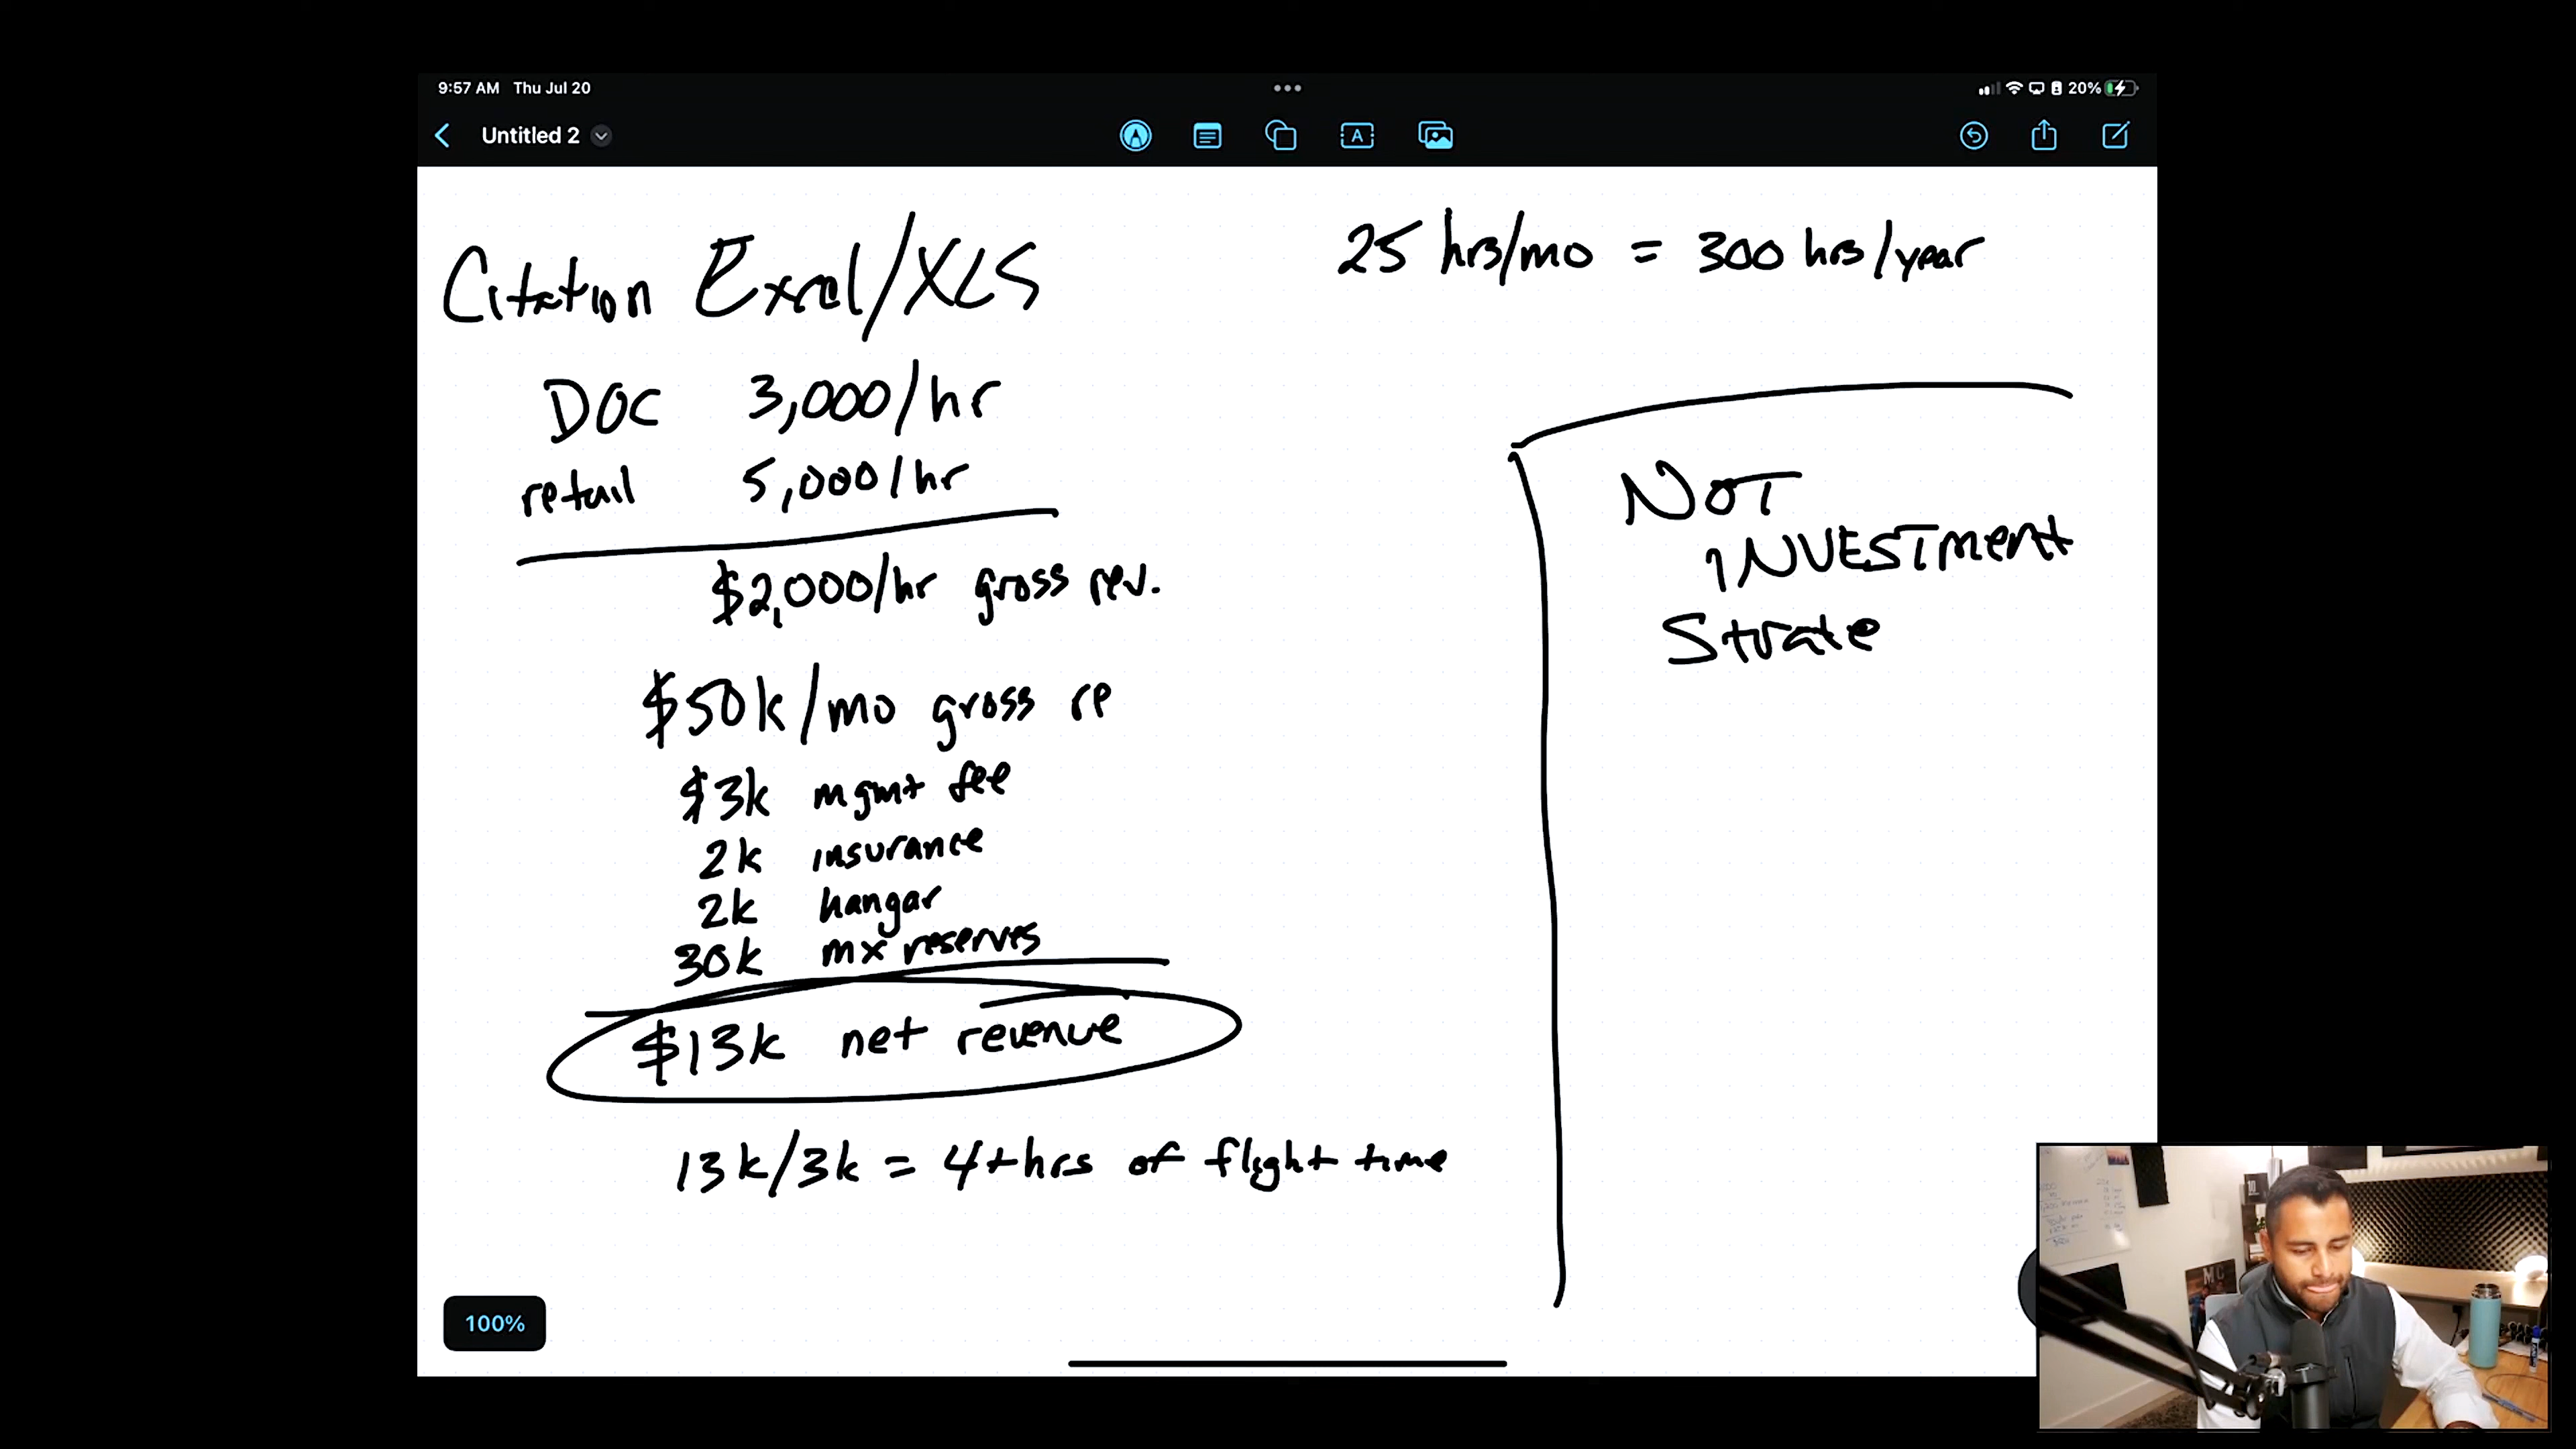 9:57 AM Thu Jul 20
20%
Untitled 2
A
Citation Excel/XLS
25 hrs/mo = 300 hrs/year
DOC 3,000/hr
retail 5,000/hr
$2,000/hr gross rev.
$50k/mo gross re
$3k mgmt fee
2k insurance
2k hangar
30k mx reserves
$13k net revenue
13k/3k = 4+hrs of flight time
NOT
INVESTment
Strate
100%